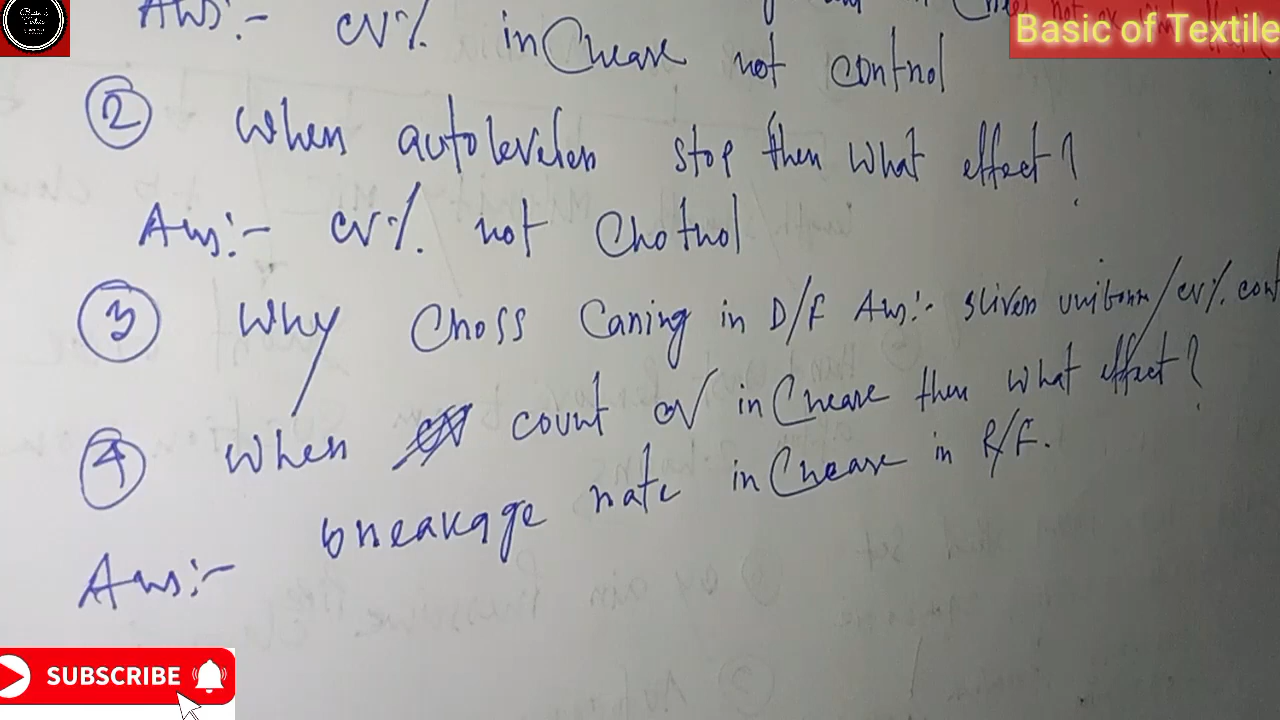 Basic of Textile
Ans:- cv% increase not control
② When autoleveler stop then what effect?
Ans:- cv% not Chotrol
③ Why Cross Caning in D/F Ans:- slivers uniform/cv% cont
④ When count cv increase then what effect?
Ans:- breakage rate increase in R/F.
SUBSCRIBE